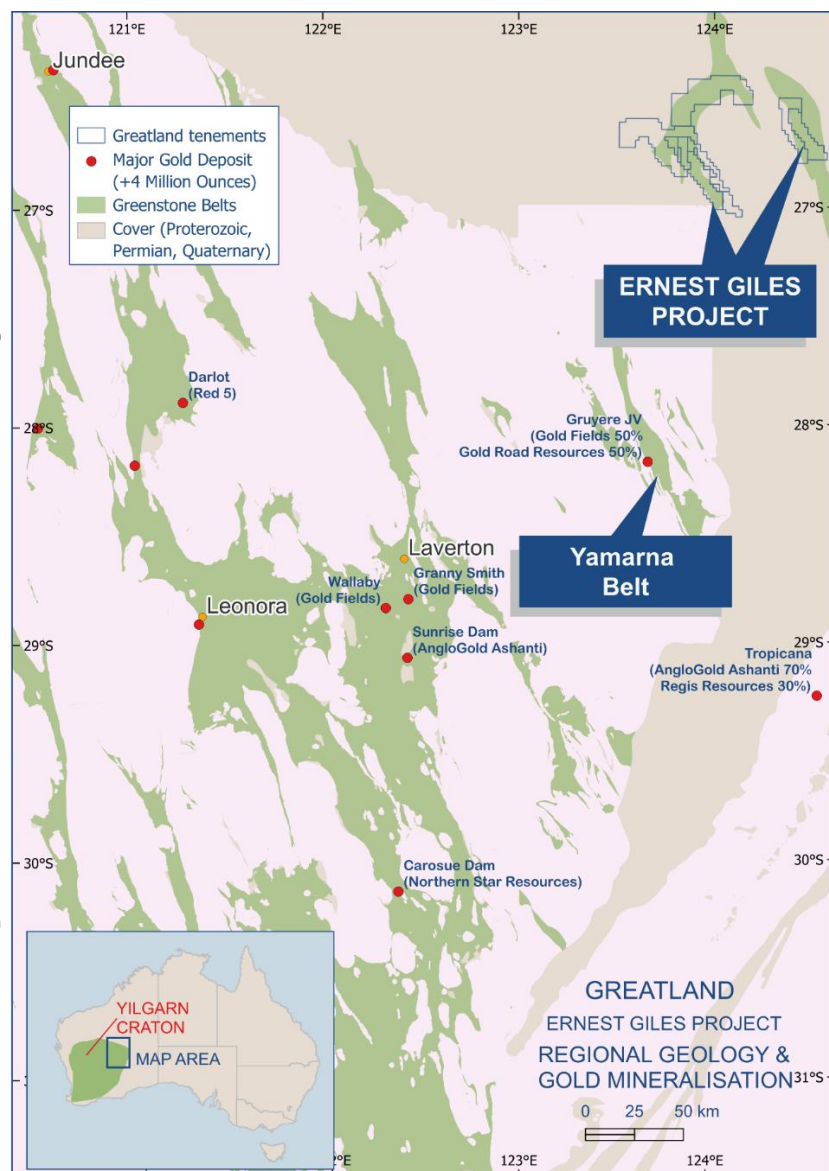 121°E
122°E
123°E
124°E
Jundee
Greatland tenements
Major Gold Deposit
(+4 Million Ounces)
Greenstone Belts
Cover (Proterozoic,
Permian, Quaternary)
27°S
27°S
ERNEST GILES
PROJECT
Darlot
(Red 5)
Gruyere JV
(Gold Fields 50%
Gold Road Resources 50%)
28°S
28°S
Yamarna
Belt
Laverton
Granny Smith
(Gold Fields)
Wallaby
(Gold Fields)
Leonora
Sunrise Dam
(AngloGold Ashanti)
29°S
29°S
Tropicana
(AngloGold Ashanti 70%
Regis Resources 30%)
30°S
30°S
Carosue Dam
(Northern Star Resources)
YILGARN
CRATON
MAP AREA
GREATLAND
ERNEST GILES PROJECT
REGIONAL GEOLOGY &
GOLD MINERALISATION
0 25 50 km
31°S
123°E
124°E